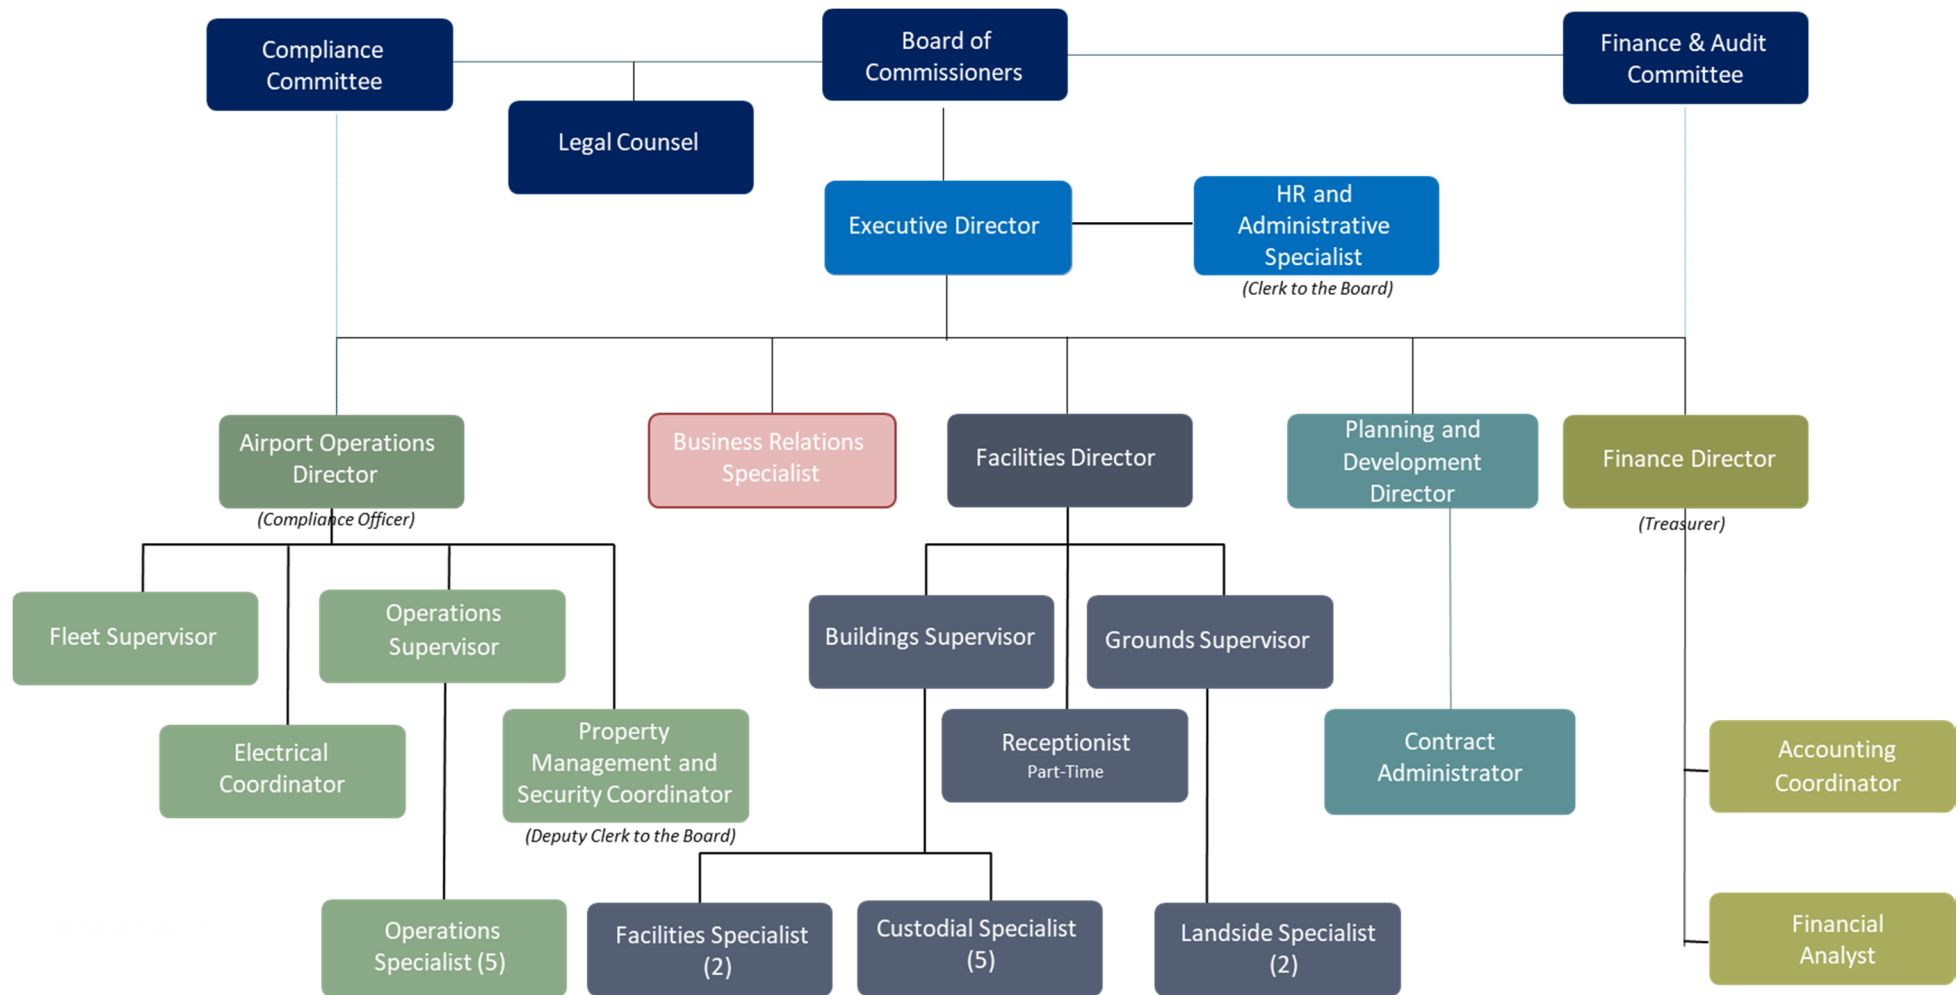 Compliance
Committee
Board of
Commissioners
Finance & Audit
Committee
Legal Counsel
Executive Director
HR and
Administrative
Specialist
(Clerk to the Board)
Airport Operations
Director
(Compliance Officer)
Business Relations
Specialist
Facilities Director
Planning and
Development
Director
Finance Director
(Treasurer)
Fleet Supervisor
Operations
Supervisor
Buildings Supervisor
Grounds Supervisor
Electrical
Coordinator
Property
Management and
Security Coordinator
(Deputy Clerk to the Board)
Receptionist
Part-Time
Contract
Administrator
Accounting
Coordinator
Operations
Specialist (5)
Facilities Specialist
(2)
Custodial Specialist
(5)
Landside Specialist
(2)
Financial
Analyst